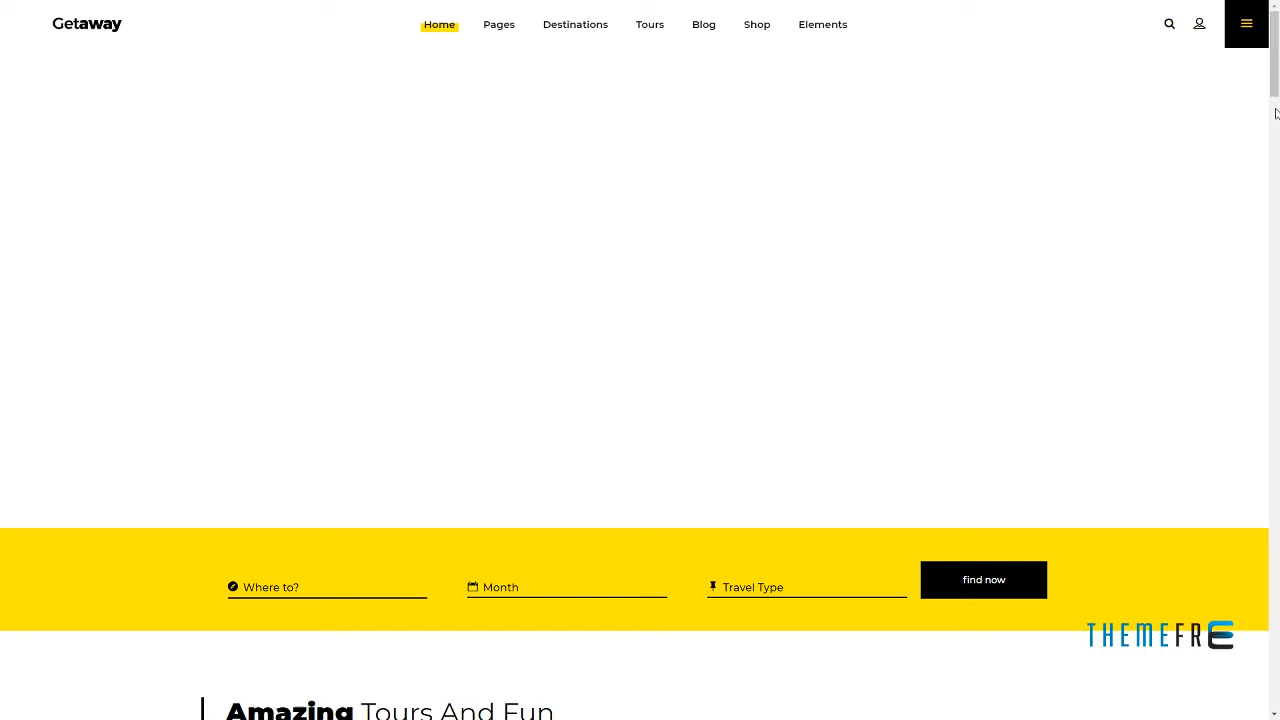 Getaway
Home Pages Destinations Tours Blog Shop Elements
Where to? Month Travel Type find now
THEMEFRE
Amazing Tours And Fun